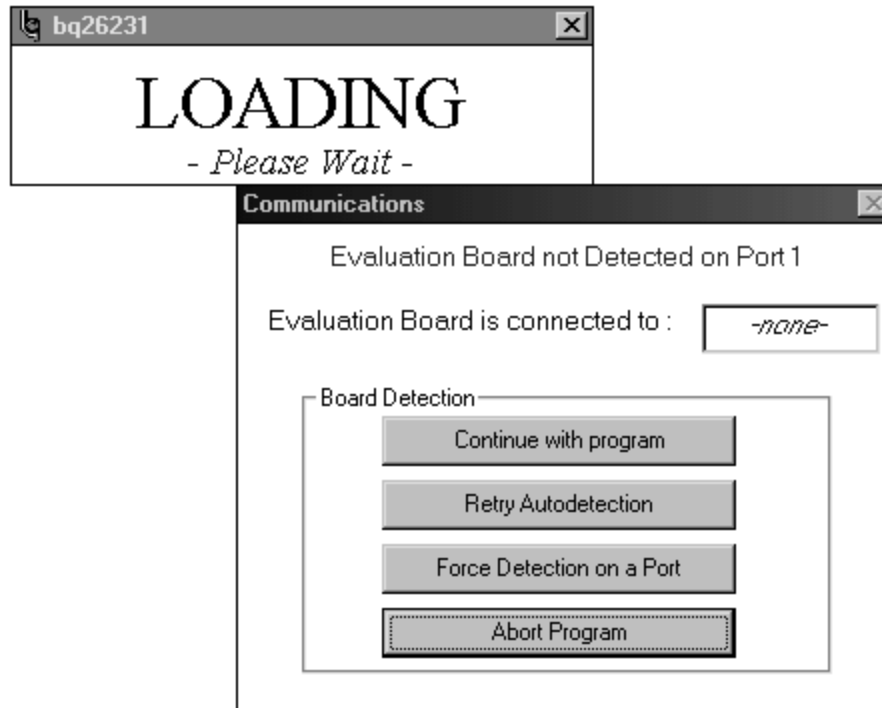 bq26231
LOADING
- Please Wait -
Communications
Evaluation Board not Detected on Port 1
Evaluation Board is connected to : -none-
Board Detection
Continue with program
Retry Autodetection
Force Detection on a Port
Abort Program